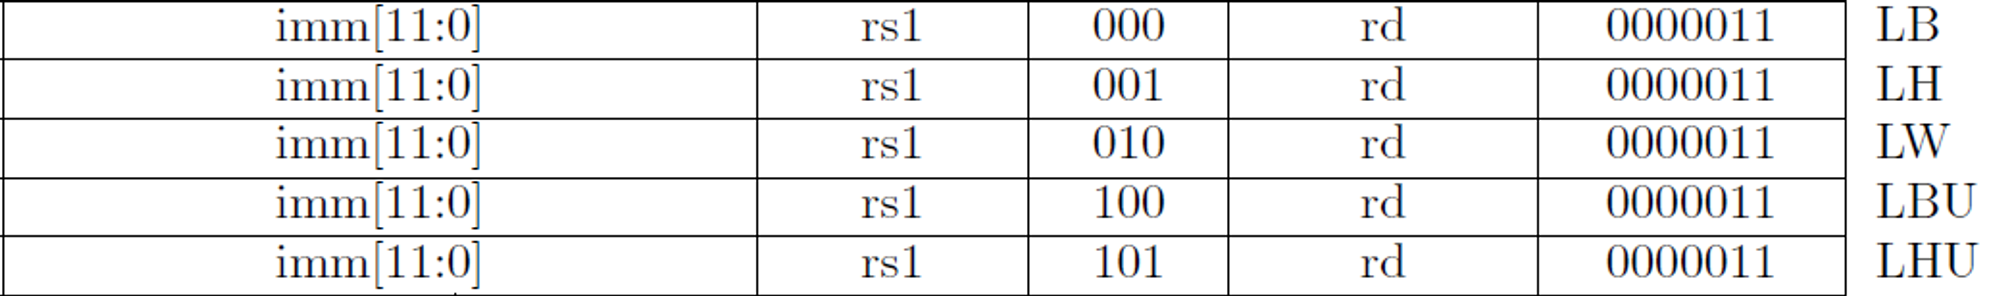 imm[11:0] rs1 000 rd 0000011 LB
imm[11:0] rs1 001 rd 0000011 LH
imm[11:0] rs1 010 rd 0000011 LW
imm[11:0] rs1 100 rd 0000011 LBU
imm[11:0] rs1 101 rd 0000011 LHU